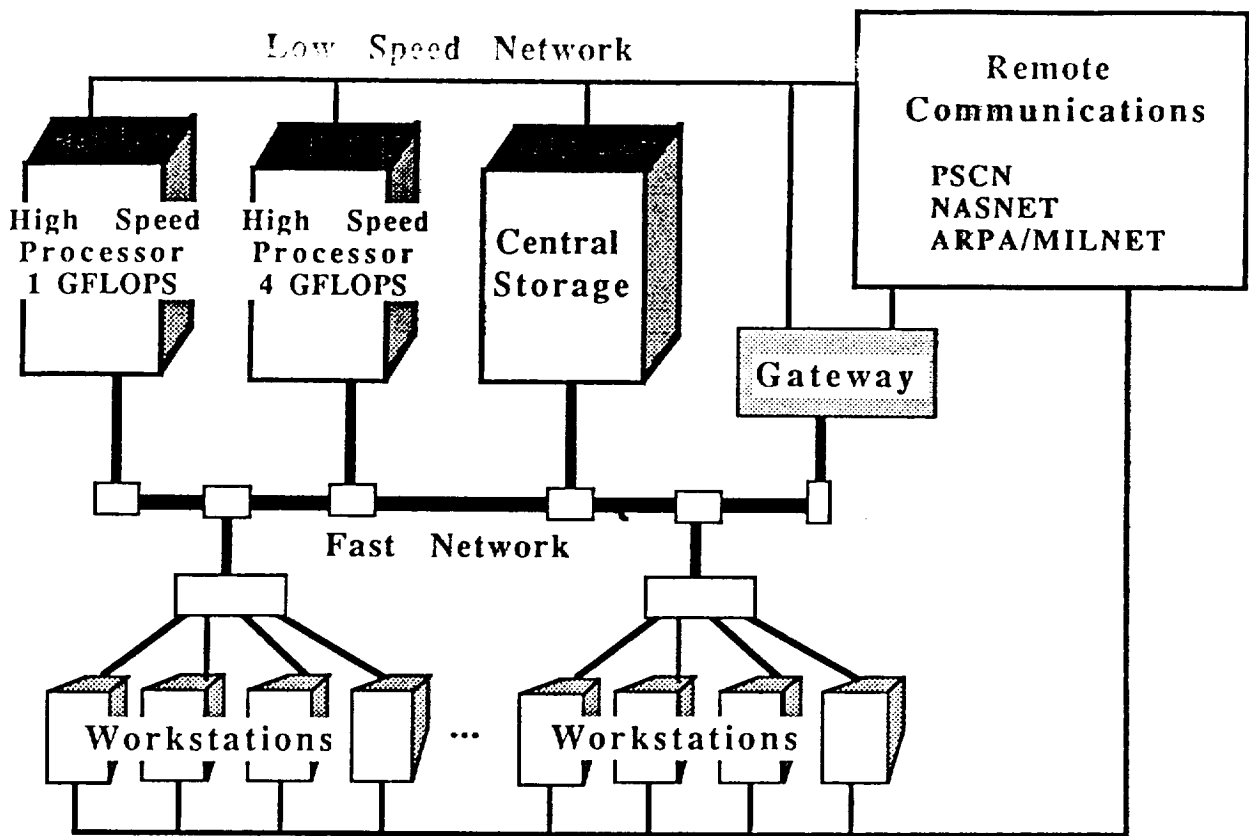 Low Speed Network
Remote
Communications
PSCN
NASNET
ARPA/MILNET
High Speed
Processor
1 GFLOPS
High Speed
Processor
4 GFLOPS
Central
Storage
Gateway
Fast Network
Workstations
...
Workstations